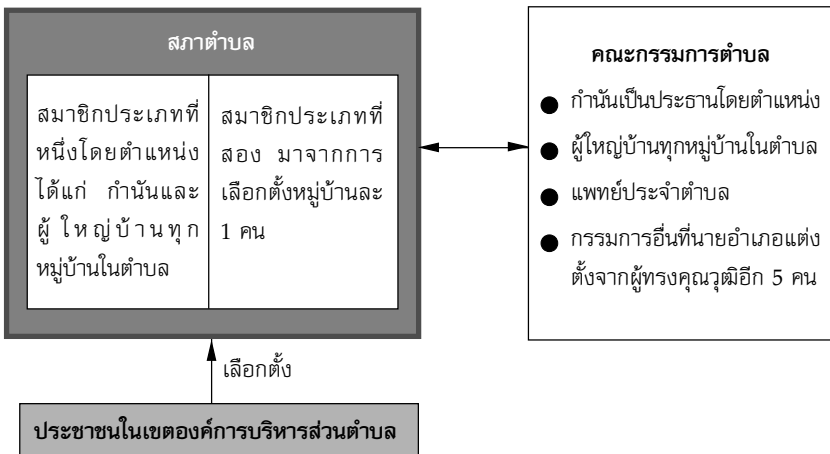 สภาตำบล
สมาชิกประเภทที่
หนึ่งโดยตำแหน่ง
ได้แก่ กำนันและ
ผู้ใหญ่บ้านทุก
หมู่บ้านในตำบล
สมาชิกประเภทที่
สอง มาจากการ
เลือกตั้งหมู่บ้านละ
1 คน
คณะกรรมการตำบล
● กำนันเป็นประธานโดยตำแหน่ง
● ผู้ใหญ่บ้านทุกหมู่บ้านในตำบล
● แพทย์ประจำตำบล
● กรรมการอื่นที่นายอำเภอแต่ง
ตั้งจากผู้ทรงคุณวุฒิอีก 5 คน
เลือกตั้ง
ประชาชนในเขตองค์การบริหารส่วนตำบล